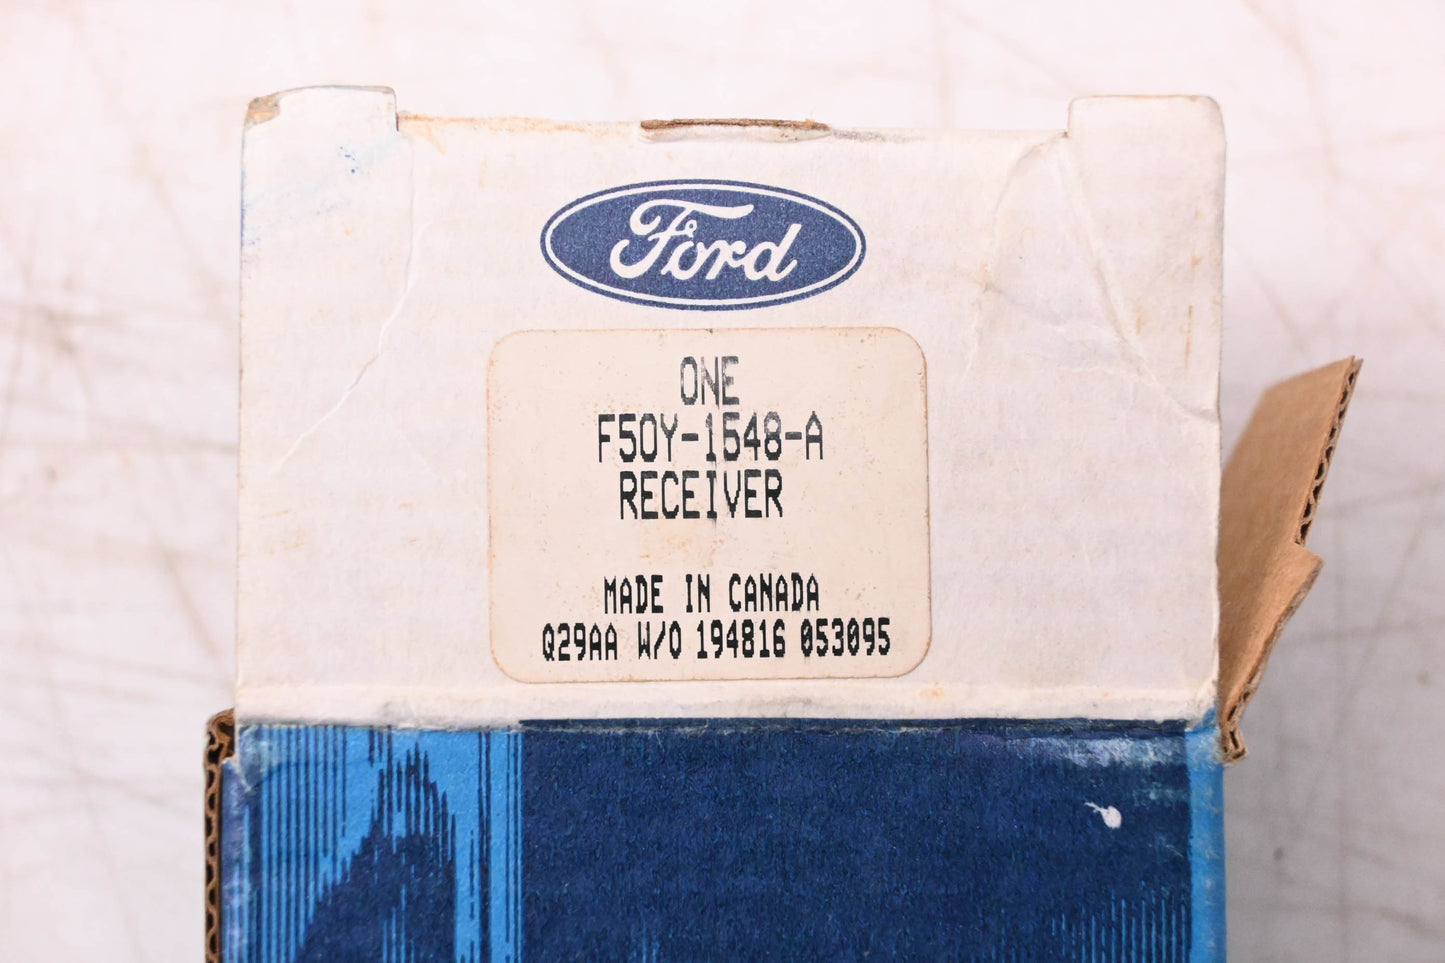 Ford
ONE
F5OY-1548-A
RECEIVER
MADE IN CANADA
Q29AA W/O 194816 053095